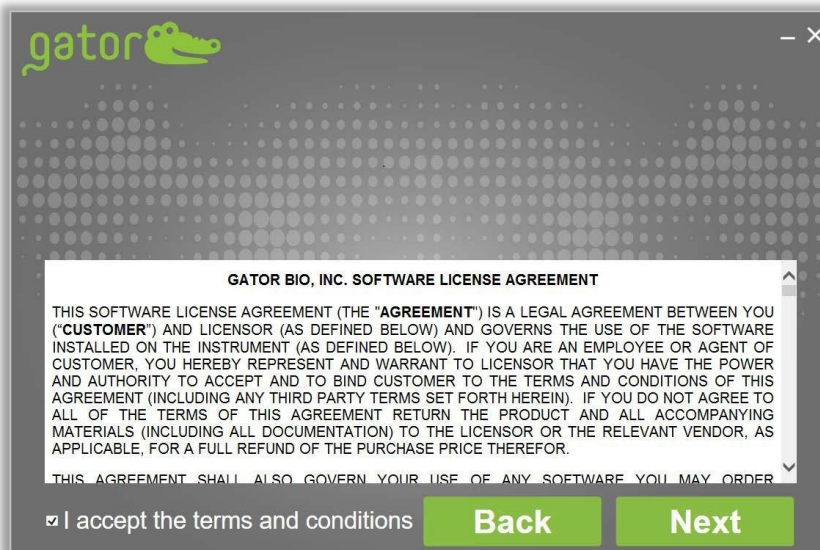 gator
GATOR BIO, INC. SOFTWARE LICENSE AGREEMENT
THIS SOFTWARE LICENSE AGREEMENT (THE "AGREEMENT") IS A LEGAL AGREEMENT BETWEEN YOU
("CUSTOMER") AND LICENSOR (AS DEFINED BELOW) AND GOVERNS THE USE OF THE SOFTWARE
INSTALLED ON THE INSTRUMENT (AS DEFINED BELOW). IF YOU ARE AN EMPLOYEE OR AGENT OF
CUSTOMER, YOU HEREBY REPRESENT AND WARRANT TO LICENSOR THAT YOU HAVE THE POWER
AND AUTHORITY TO ACCEPT AND TO BIND CUSTOMER TO THE TERMS AND CONDITIONS OF THIS
AGREEMENT (INCLUDING ANY THIRD PARTY TERMS SET FORTH HEREIN). IF YOU DO NOT AGREE TO
ALL OF THE TERMS OF THIS AGREEMENT RETURN THE PRODUCT AND ALL ACCOMPANYING
MATERIALS (INCLUDING ALL DOCUMENTATION) TO THE LICENSOR OR THE RELEVANT VENDOR, AS
APPLICABLE, FOR A FULL REFUND OF THE PURCHASE PRICE THEREFOR.
THIS AGREEMENT SHALL ALSO GOVERN YOUR USE OF ANY SOFTWARE YOU MAY ORDER
I accept the terms and conditions
Back
Next